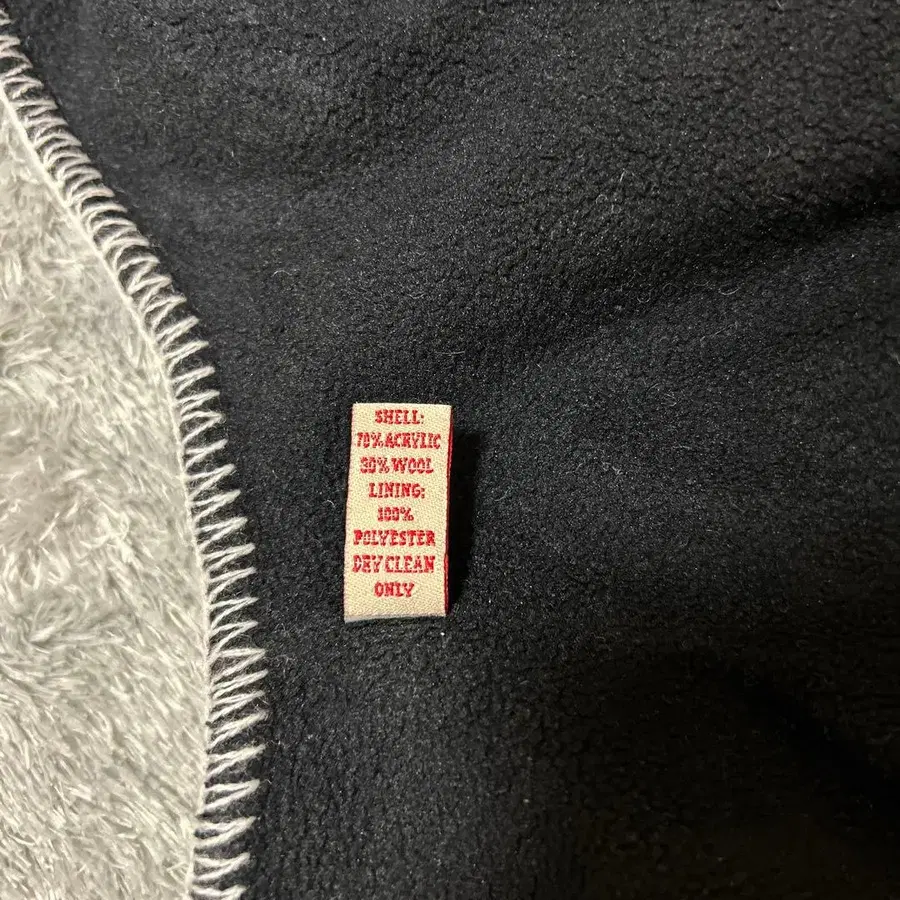 SHELL:
70% ACRYLIC
30% WOOL
LINING:
100%
POLYESTER
DRY CLEAN
ONLY